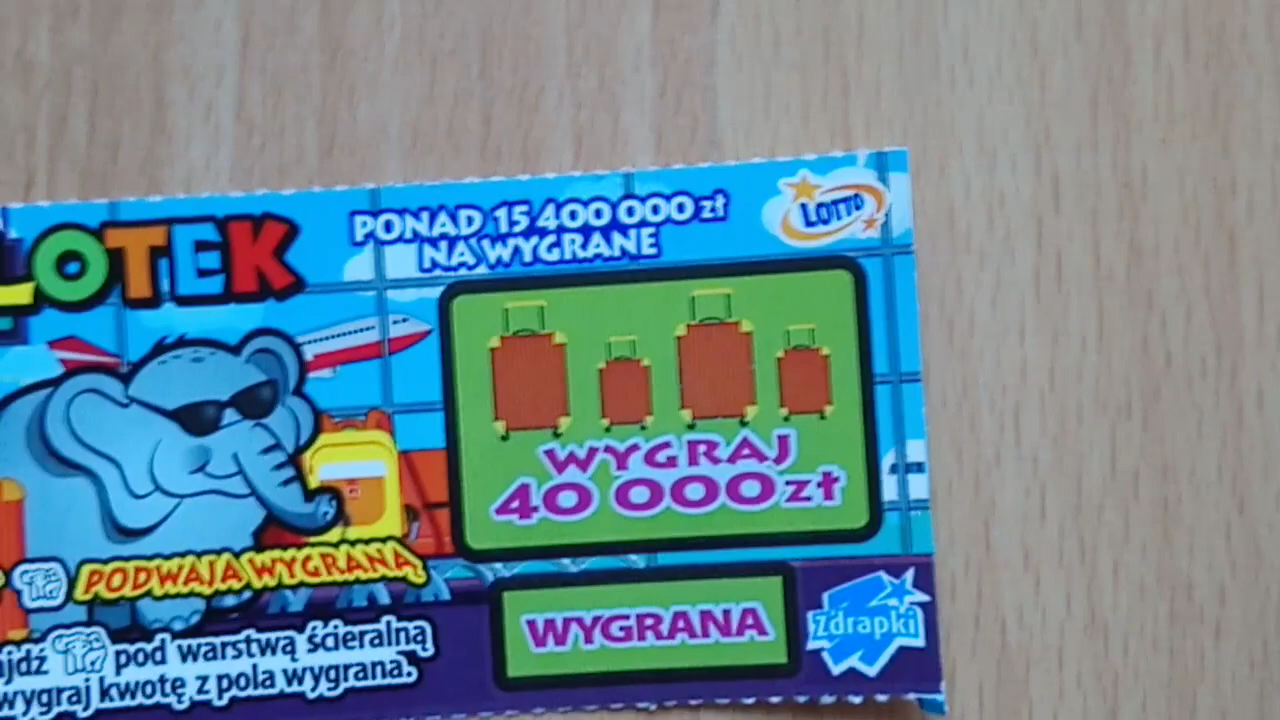 ŁOTEK
PONAD 15 400 000 zł
NA WYGRANE
LOTTO
WYGRAJ
40 000 zł
PODWAJA WYGRANĄ
pod warstwą ścieralną
wygraj kwotę z pola wygrana.
WYGRANA
Zdrapki